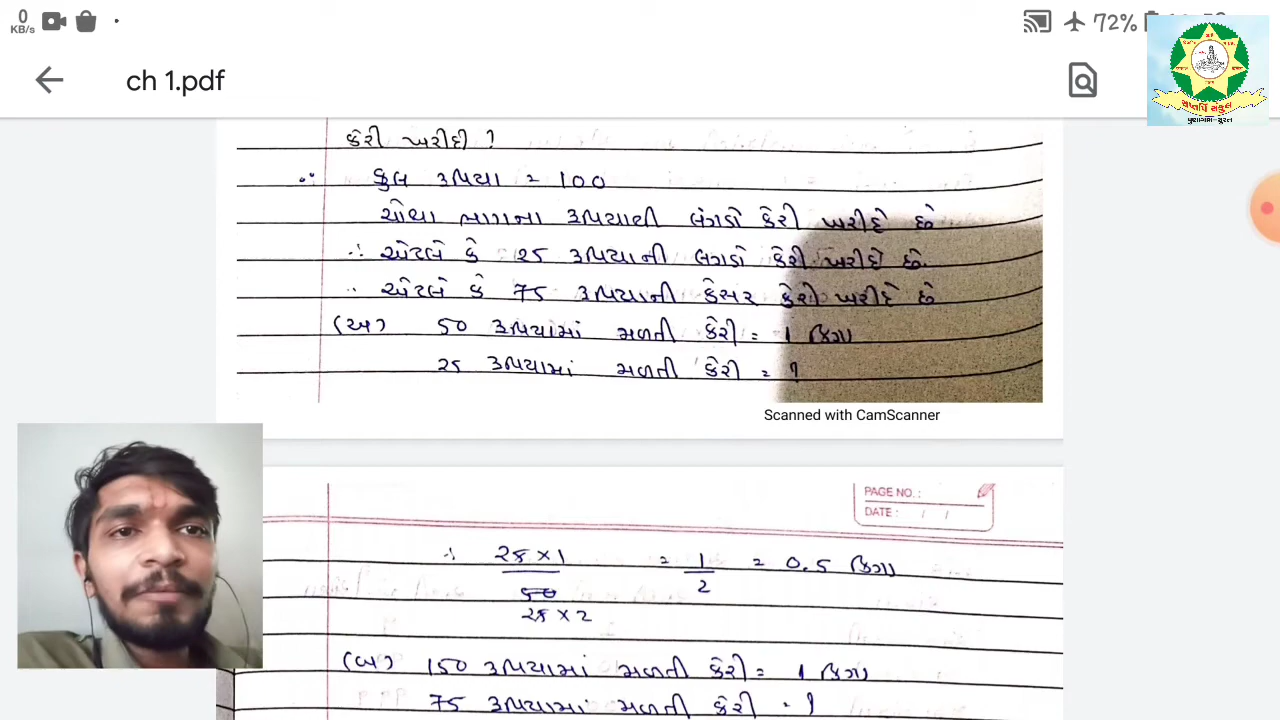 0
KB/s
72%
ch 1.pdf
સપ્તર્ષિ સંકુલ
કેરી ખરીદી ?
∴ કુલ રૂપિયા = 100
ચોથા ભાગના રૂપિયાથી લંગડો કેરી ખરીદે છે
∴ એટલે કે 25 રૂપિયાની લંગડો કેરી ખરીદે છે.
∴ એટલે કે 75 રૂપિયાની કેસર કેરી ખરીદે છે
(અ) 50 રૂપિયામાં મળતી કેરી = 1 કિગ્રા
25 રૂપિયામાં મળતી કેરી = ?
Scanned with CamScanner
PAGE NO.:
DATE: / /
∴ 25 × 1 = 1 = 0.5 કિગ્રા
50 2
25 × 2
(બ) 150 રૂપિયામાં મળતી કેરી = 1 કિગ્રા
75 રૂપિયામાં મળતી કેરી = ?